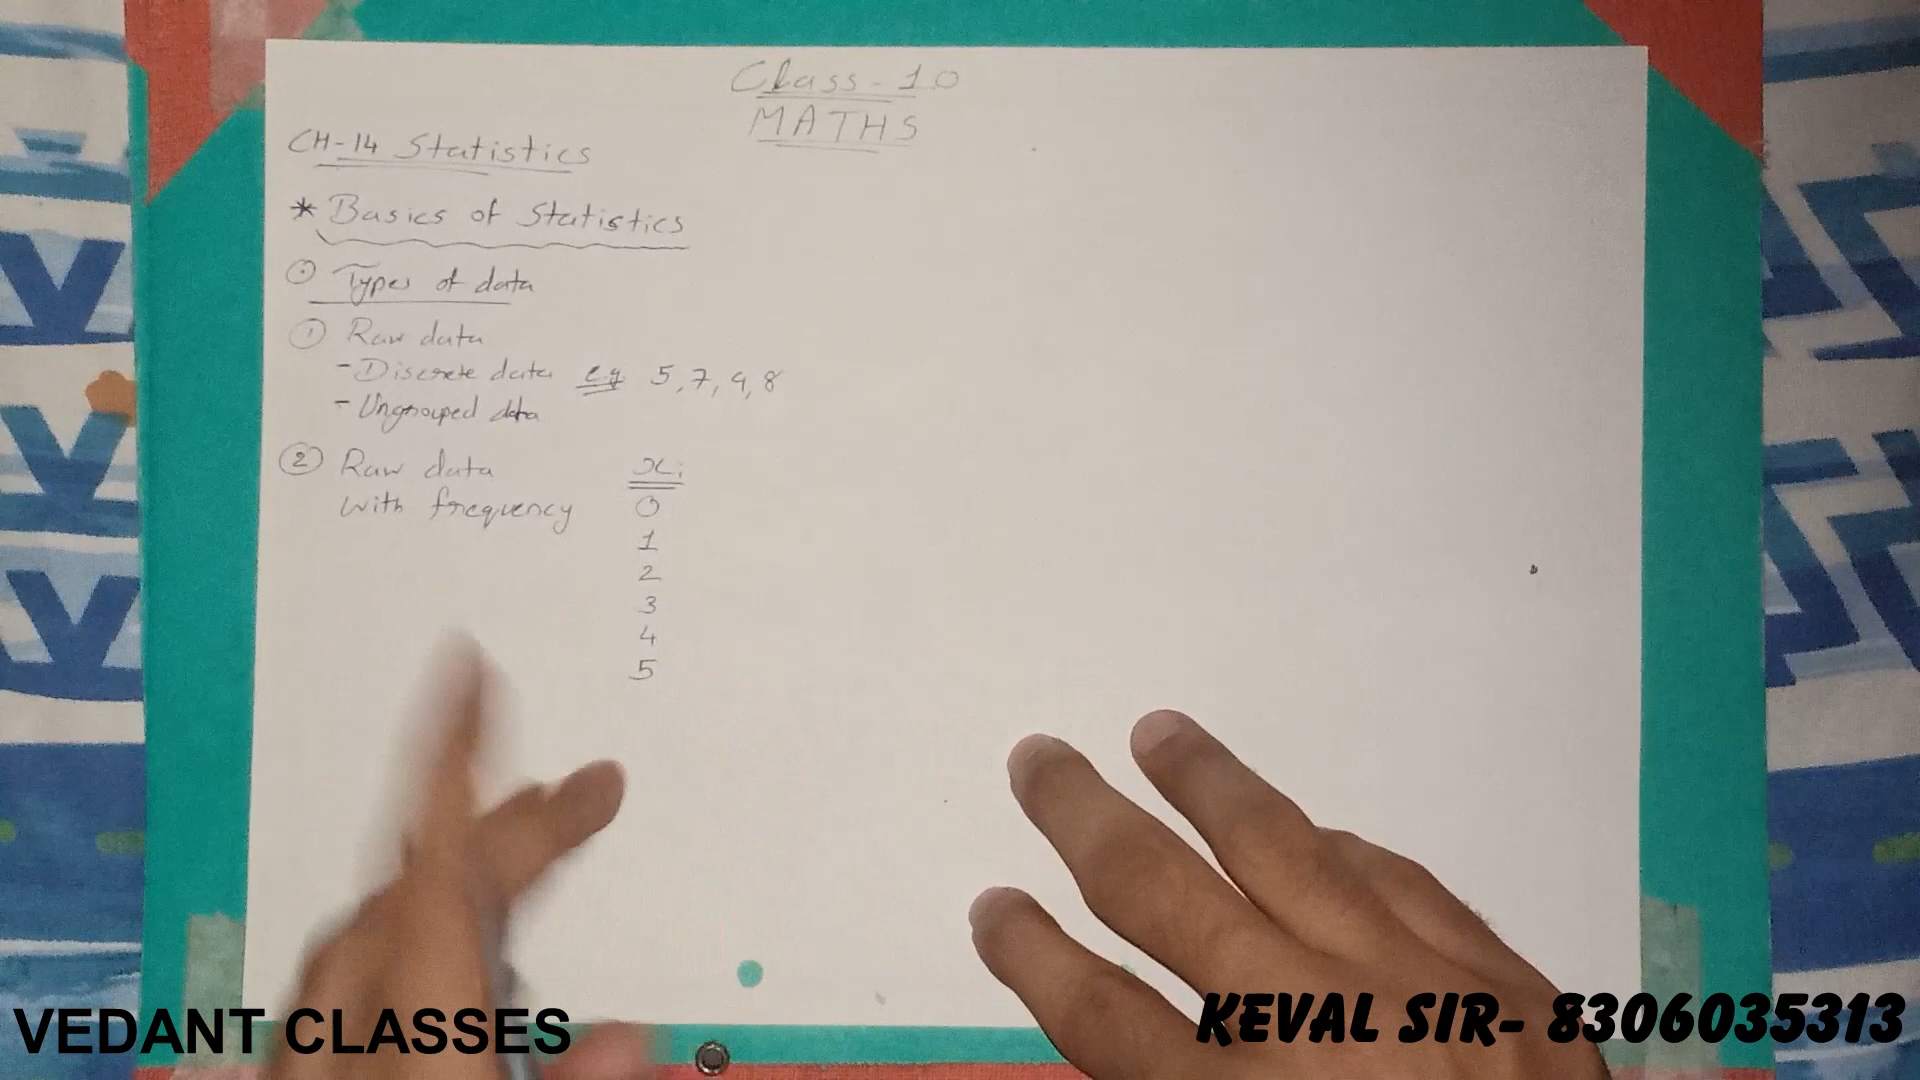 Class-10
MATHS
CH-14 Statistics
* Basics of Statistics
Types of data
① Raw data
- Discrete data e.g. 5, 7, 9, 8
- Ungrouped data
② Raw data xi
with frequency 0
1
2
3
4
5
VEDANT CLASSES
KEVAL SIR- 8306035313